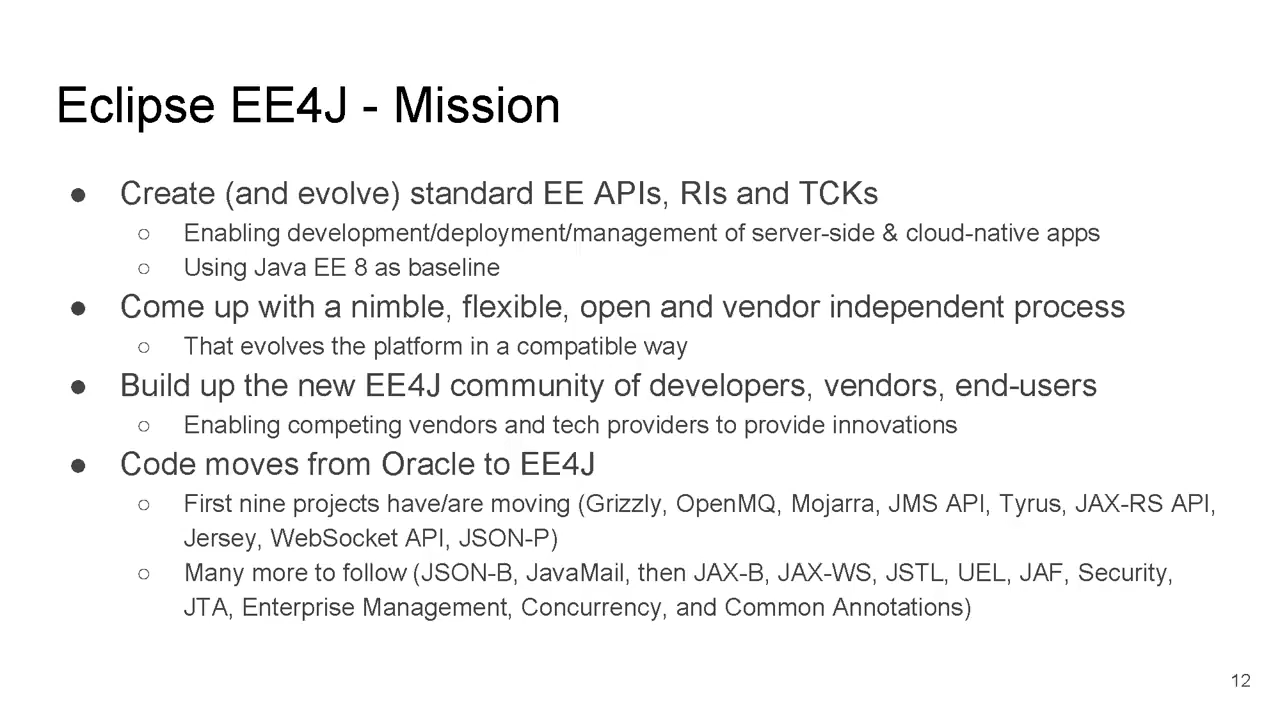 Eclipse EE4J - Mission
● Create (and evolve) standard EE APIs, RIs and TCKs
○ Enabling development/deployment/management of server-side & cloud-native apps
○ Using Java EE 8 as baseline
● Come up with a nimble, flexible, open and vendor independent process
○ That evolves the platform in a compatible way
● Build up the new EE4J community of developers, vendors, end-users
○ Enabling competing vendors and tech providers to provide innovations
● Code moves from Oracle to EE4J
○ First nine projects have/are moving (Grizzly, OpenMQ, Mojarra, JMS API, Tyrus, JAX-RS API,
Jersey, WebSocket API, JSON-P)
○ Many more to follow (JSON-B, JavaMail, then JAX-B, JAX-WS, JSTL, UEL, JAF, Security,
JTA, Enterprise Management, Concurrency, and Common Annotations)
12